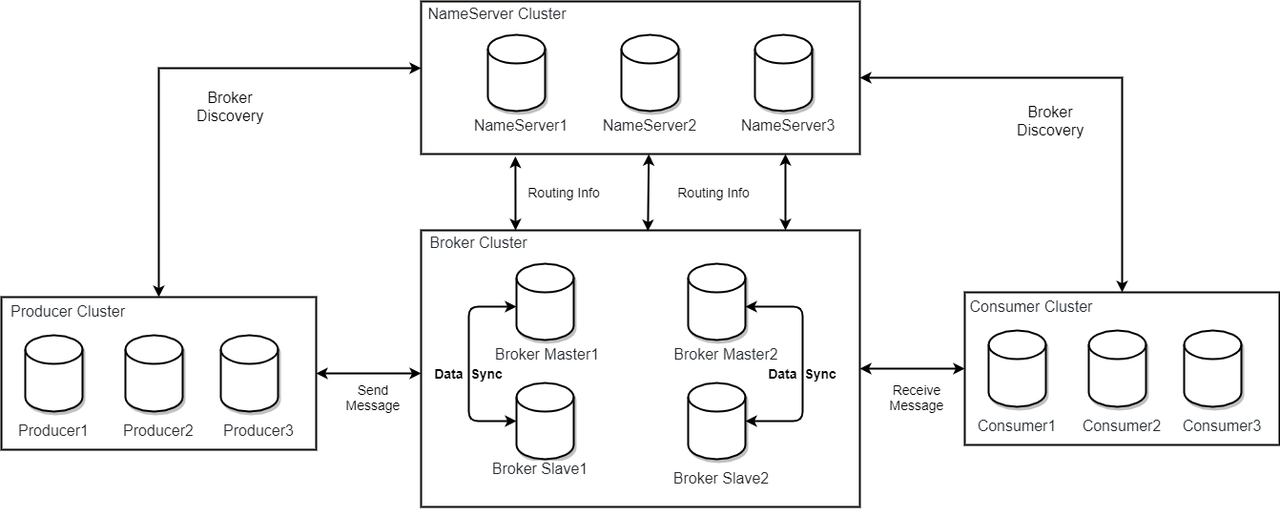 NameServer Cluster
NameServer1 NameServer2 NameServer3
Broker
Discovery
Broker
Discovery
Routing Info Routing Info
Broker Cluster
Producer Cluster
Producer1 Producer2 Producer3
Send
Message
Broker Master1 Broker Master2
Data Sync Data Sync
Broker Slave1 Broker Slave2
Receive
Message
Consumer Cluster
Consumer1 Consumer2 Consumer3